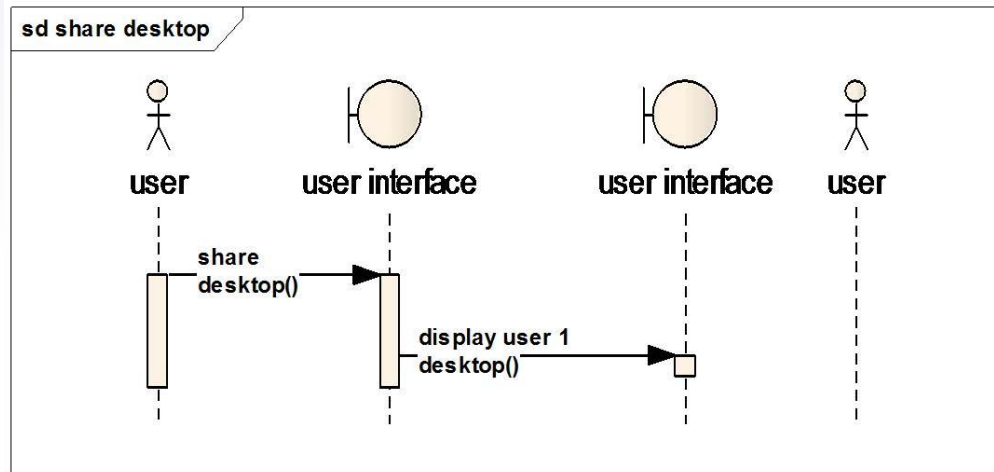 sd share desktop
user
user interface
user interface
user
share
desktop()
display user 1
desktop()